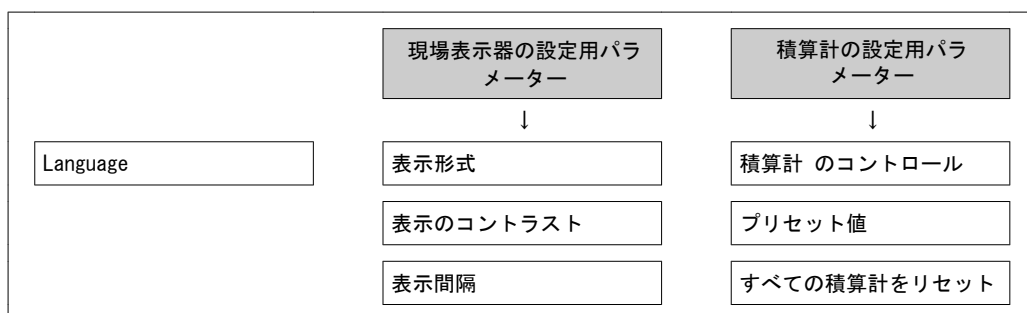 現場表示器の設定用パラ
メーター
積算計の設定用パラ
メーター
↓
↓
Language
表示形式
積算計 のコントロール
表示のコントラスト
プリセット値
表示間隔
すべての積算計をリセット